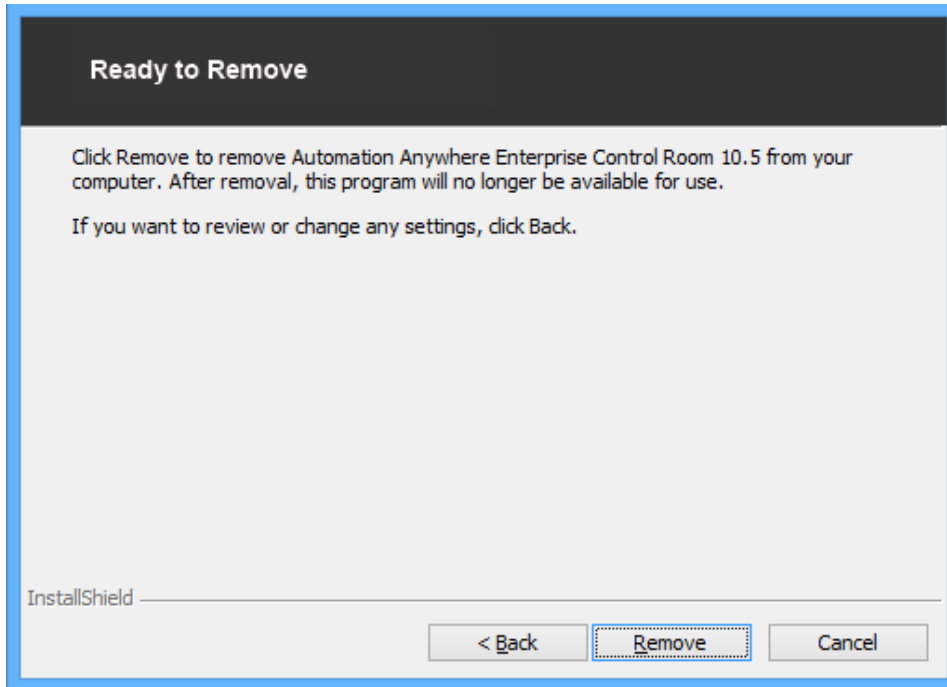 Ready to Remove
Click Remove to remove Automation Anywhere Enterprise Control Room 10.5 from your
computer. After removal, this program will no longer be available for use.
If you want to review or change any settings, click Back.
InstallShield
< Back
Remove
Cancel